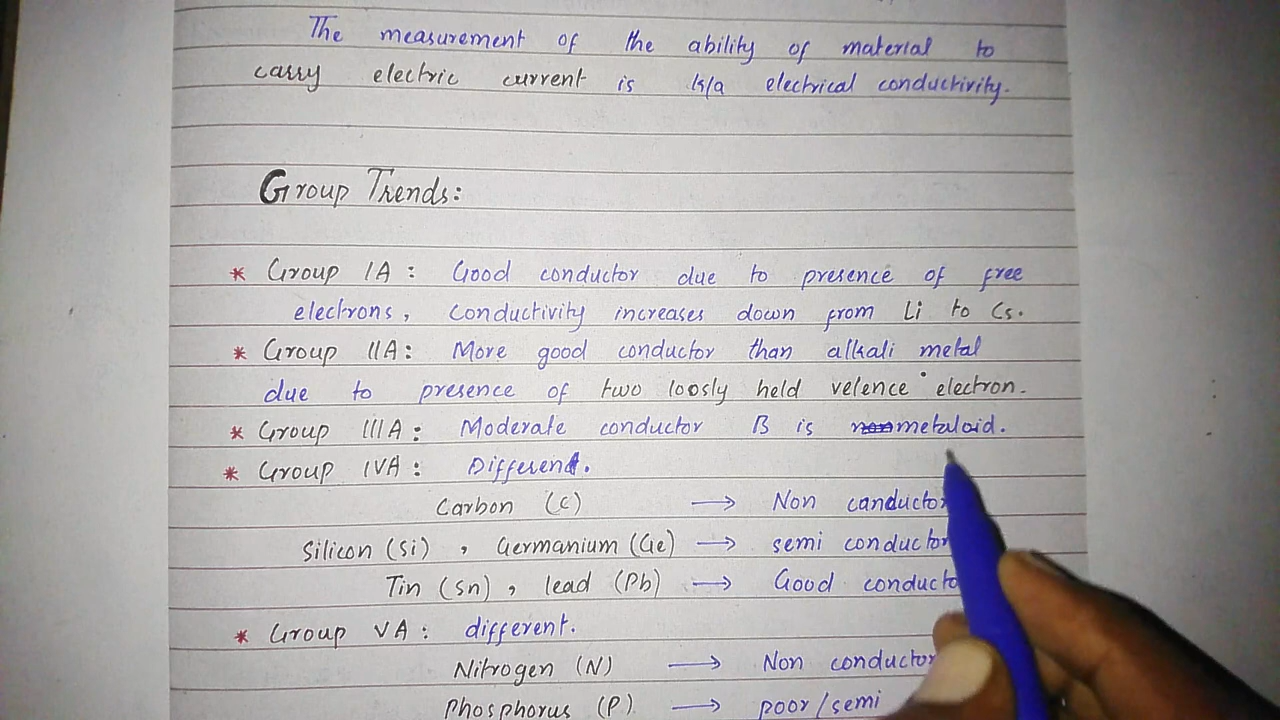 The measurement of the ability of material to
carry electric current is k/a electrical conductivity.
Group Trends:
* Group IA : Good conductor due to presence of free
electrons, Conductivity increases down from Li to Cs.
* Group IIA : More good conductor than alkali metal
due to presence of two loosly held velence electron.
* Group IIIA : Moderate conductor B is metaloid.
* Group IVA : Different.
Carbon (C) → Non canductor
Silicon (Si) , Germanium (Ge) → semi conductor
Tin (Sn) , lead (Pb) → Good conducto
* Group VA : different.
Nitrogen (N) → Non conductor
Phosphorus (P) → poor/semi